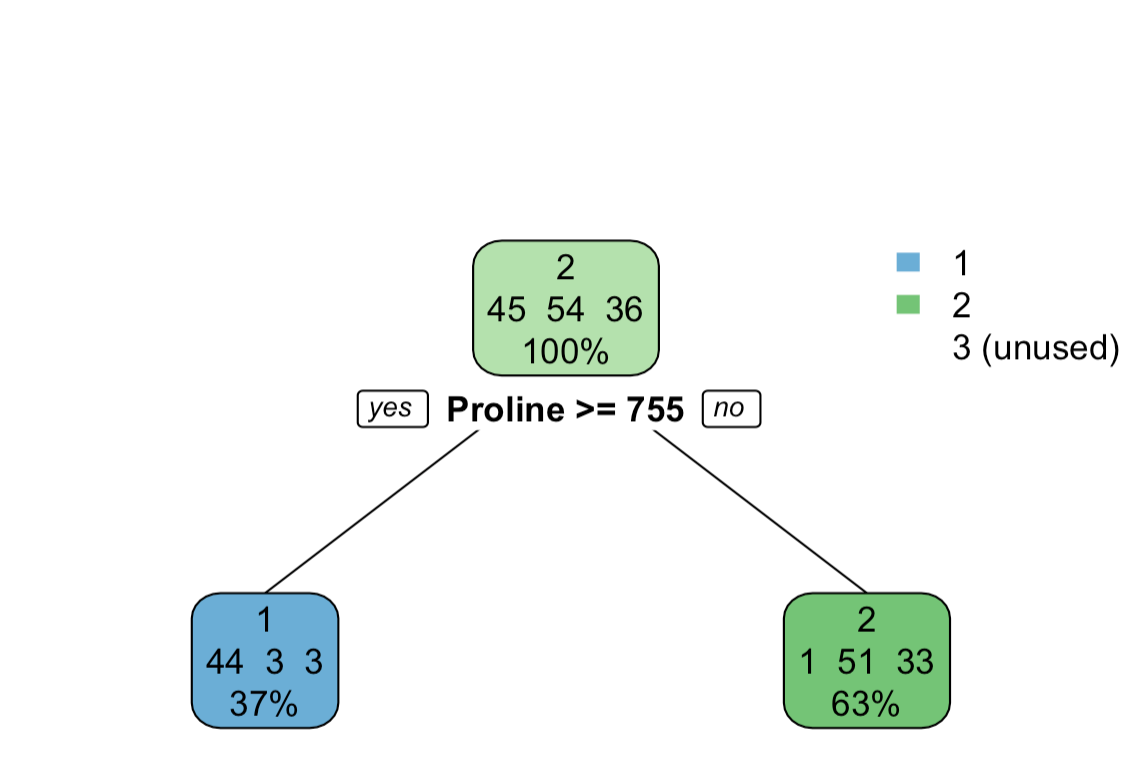 2
45 54 36
100%
1
2
3 (unused)
yes Proline >= 755 no
1
44 3 3
37%
2
1 51 33
63%